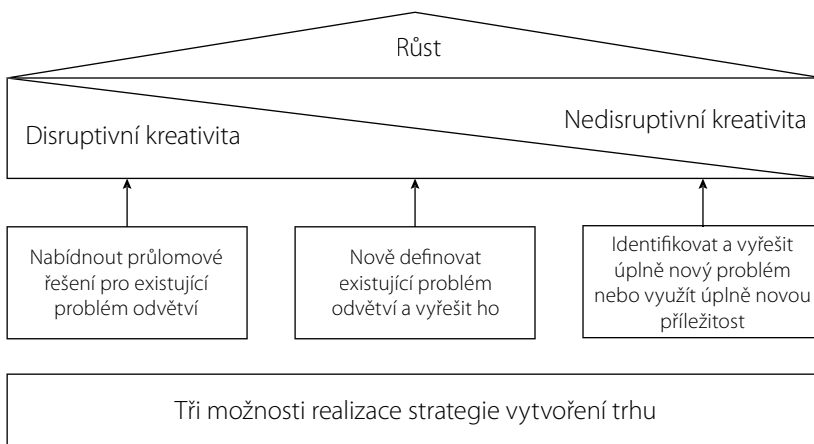 Růst
Disruptivní kreativita
Nedisruptivní kreativita
Nabídnout průlomové
řešení pro existující
problém odvětví
Nově definovat
existující problém
odvětví a vyřešit ho
Identifikovat a vyřešit
úplně nový problém
nebo využít úplně novou
příležitost
Tři možnosti realizace strategie vytvoření trhu